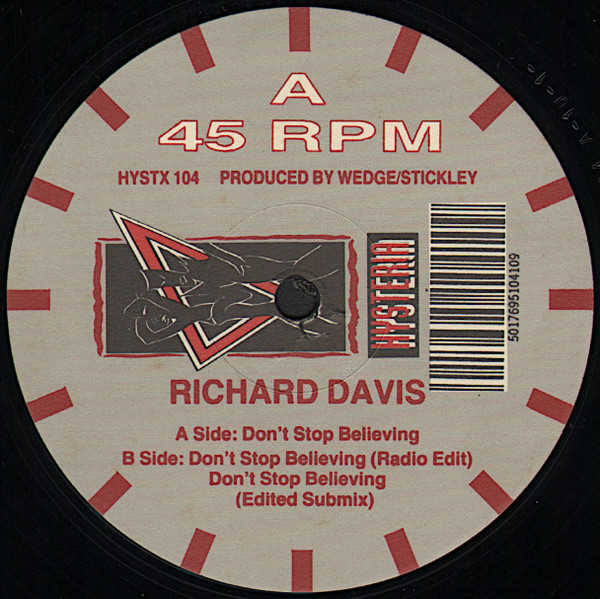 A
45 RPM
HYSTX 104 PRODUCED BY WEDGE/STICKLEY
HYSTERIA
5017695104109
RICHARD DAVIS
A Side: Don't Stop Believing
B Side: Don't Stop Believing (Radio Edit)
Don't Stop Believing
(Edited Submix)